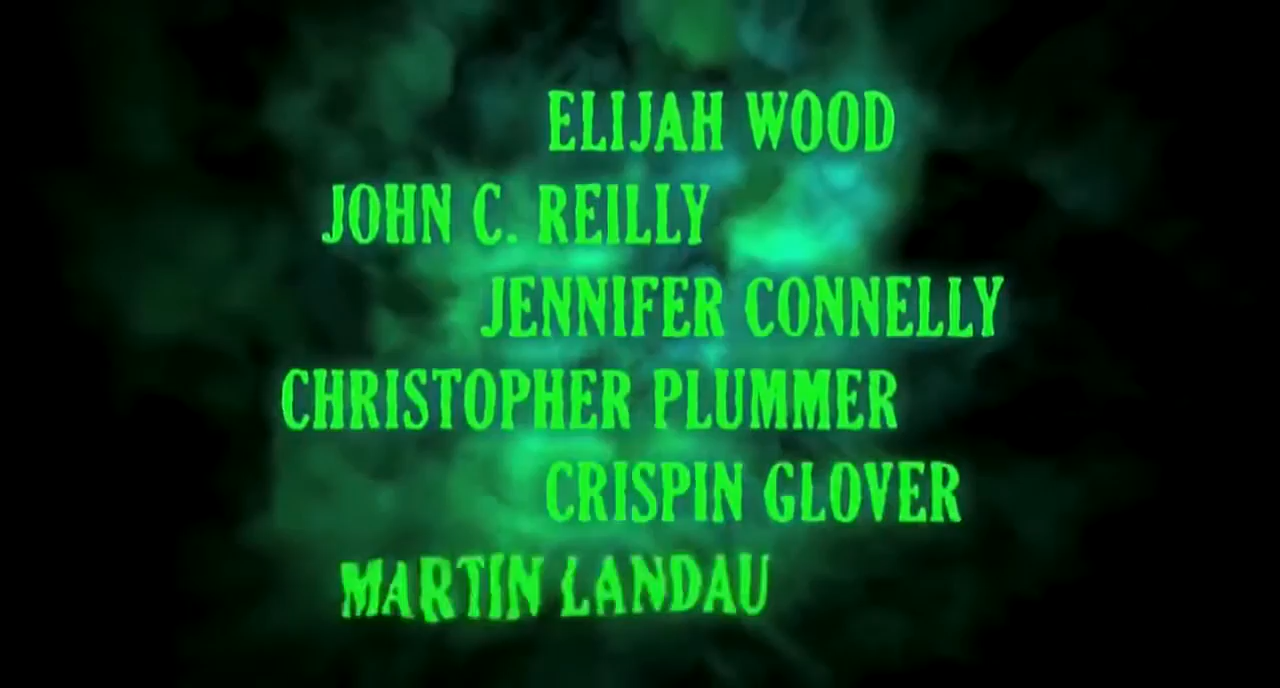 ELIJAH WOOD
JOHN C. REILLY
JENNIFER CONNELLY
CHRISTOPHER PLUMMER
CRISPIN GLOVER
MARTIN LANDAU